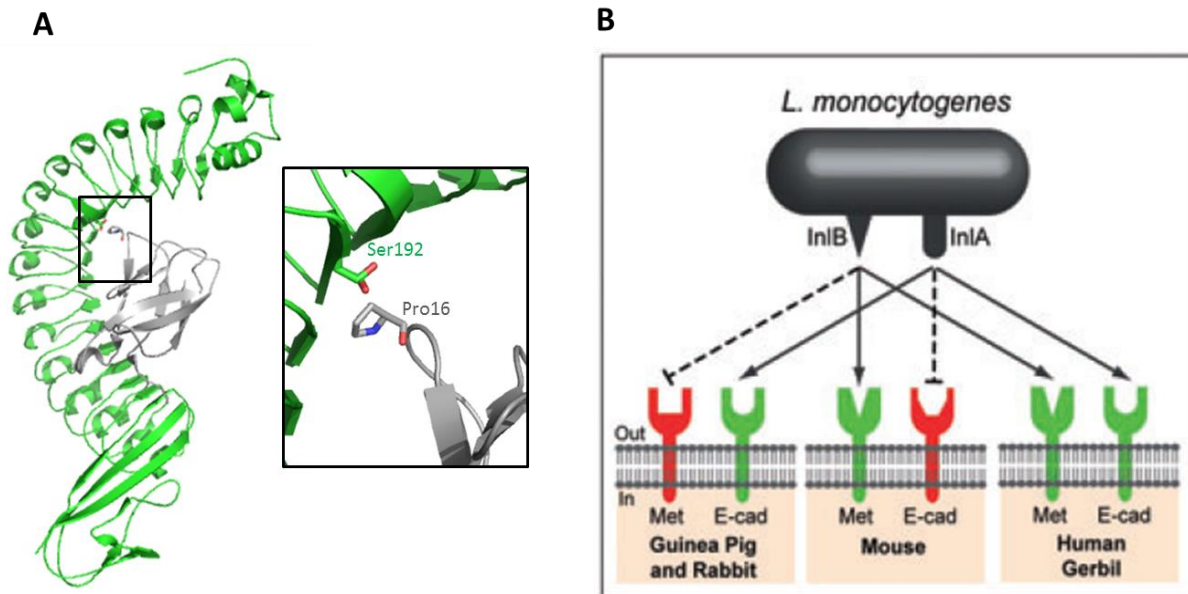 A
Ser192
Pro16
B
L. monocytogenes
InlB
InlA
Out
In
Met
E-cad
Guinea Pig
and Rabbit
Met
E-cad
Mouse
Met
E-cad
Human
Gerbil